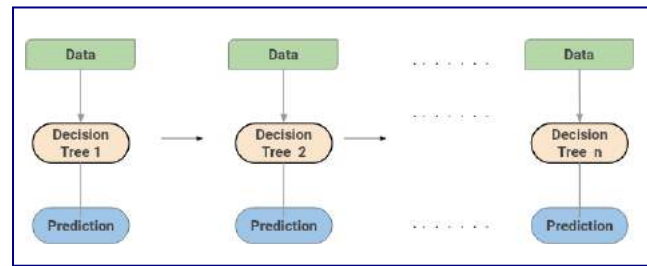 Data
Data
. . . . . . .
Data
. . . . . . .
Decision
Tree 1
Decision
Tree 2
Decision
Tree n
Prediction
Prediction
. . . . . . .
Prediction